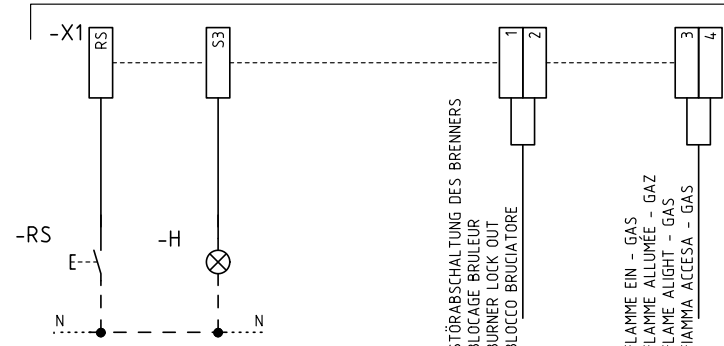 -X1
RS
S3
1
2
3
4
-RS
-H
N
N
STÖRABSCHALTUNG DES BRENNERS
BLOCAGE BRULEUR
BURNER LOCK OUT
BLOCCO BRUCIATORE
FLAMME EIN - GAS
FLAMME ALLUMÉE - GAZ
FLAME ALIGHT - GAS
FIAMMA ACCESA - GAS